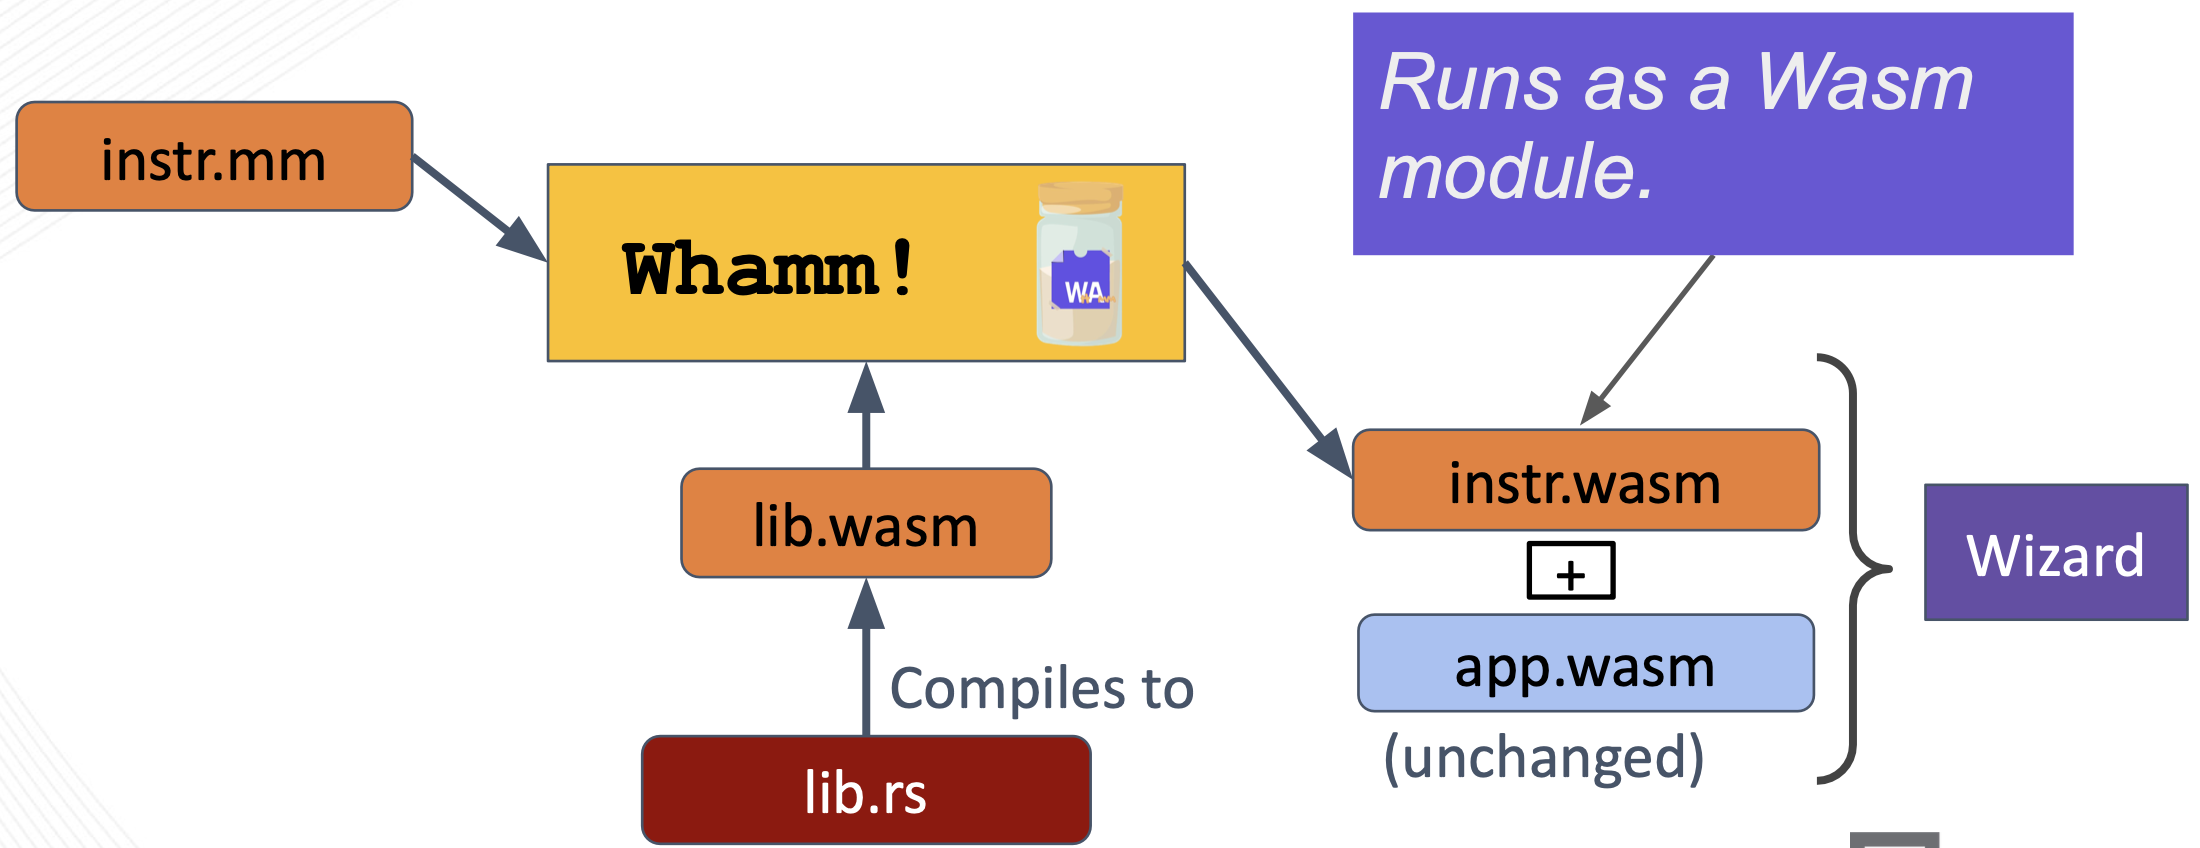 Runs as a Wasm
module.
instr.mm
Whamm!
WA
instr.wasm
lib.wasm
+
Wizard
app.wasm
Compiles to
(unchanged)
lib.rs